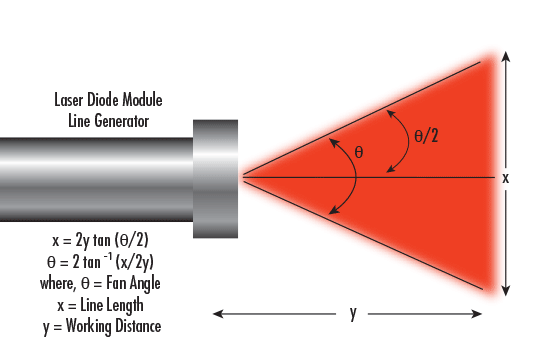 Laser Diode Module
Line Generator
θ/2
θ
x
x = 2y tan (θ/2)
θ = 2 tan⁻¹ (x/2y)
where, θ = Fan Angle
x = Line Length
y = Working Distance
y